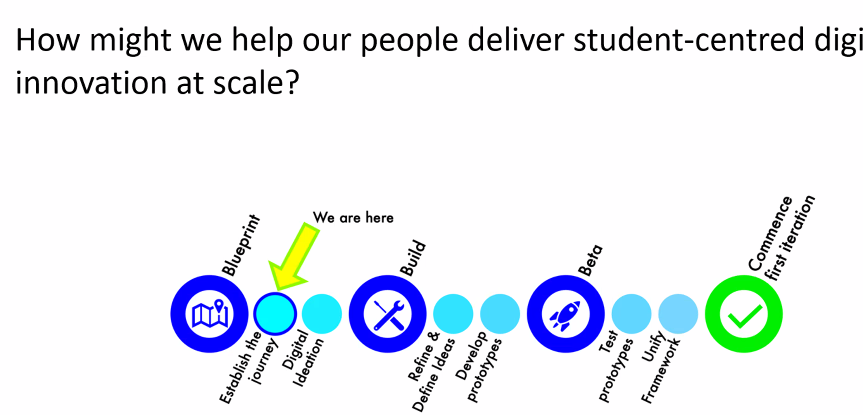 How might we help our people deliver student-centred digi
innovation at scale?
We are here
Blueprint
Establish the
journey
Digital
Ideation
Build
Refine &
Define Ideas
Develop
prototypes
Beta
Test
prototypes
Unify
Framework
Commence
first iteration